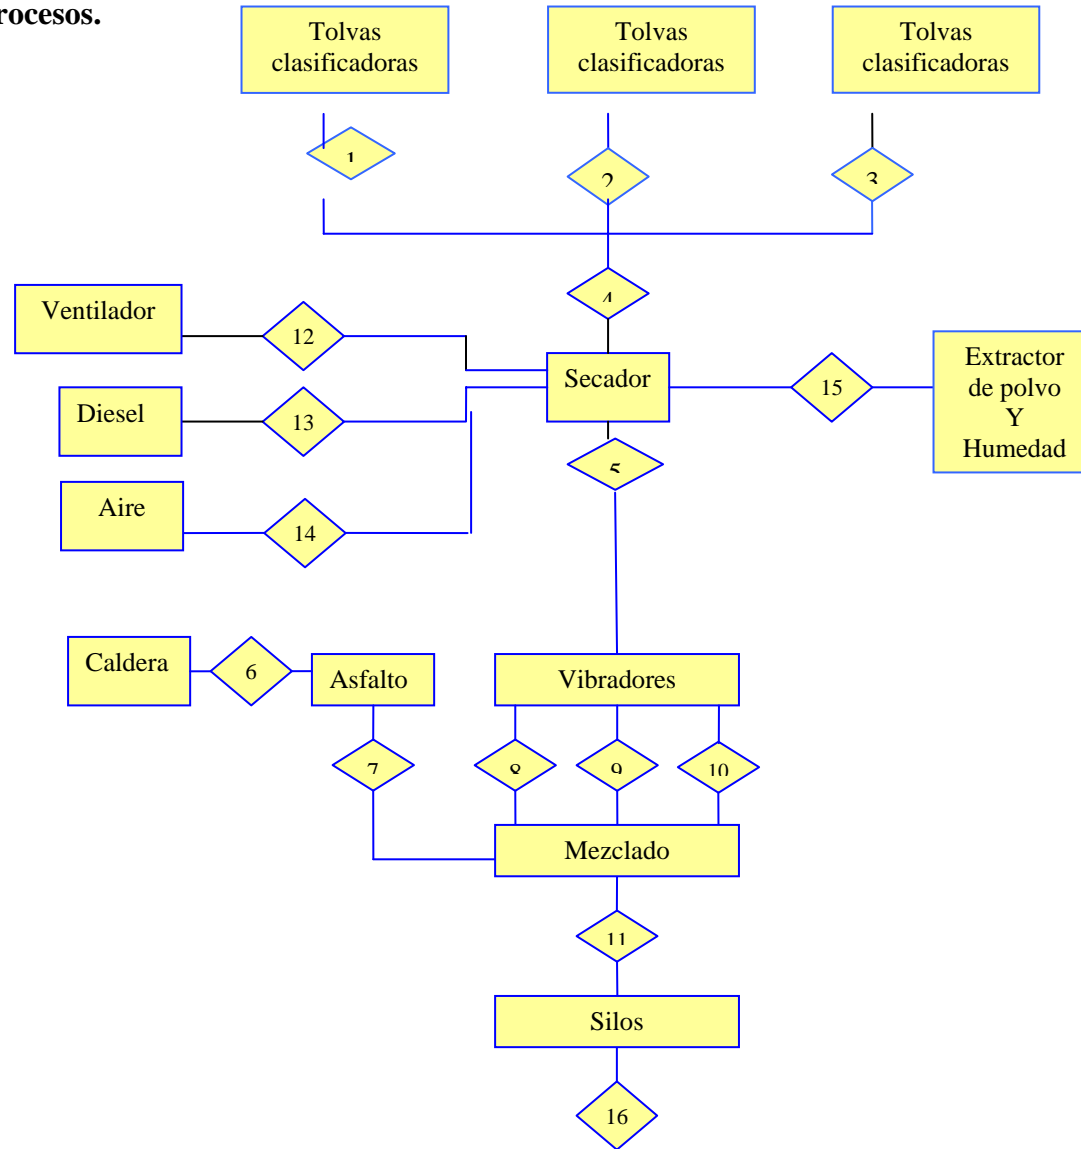 rocesos.
Tolvas
clasificadoras
Tolvas
clasificadoras
Tolvas
clasificadoras
1
2
3
4
Ventilador
12
Secador
15
Extractor
de polvo
Y
Humedad
Diesel
13
5
Aire
14
Caldera
6
Asfalto
Vibradores
7
8
9
10
Mezclado
11
Silos
16